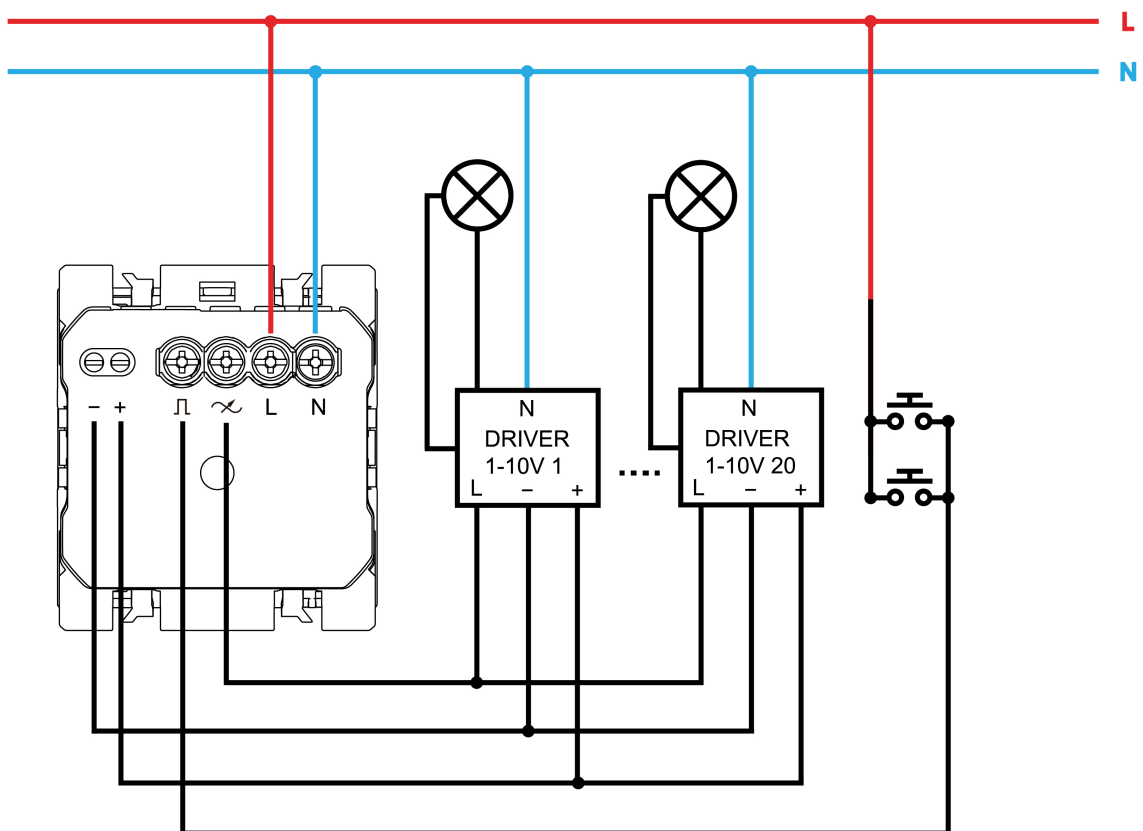 L
N
− + L N
N
DRIVER
1-10V 1
L − +
.....
N
DRIVER
1-10V 20
L − +